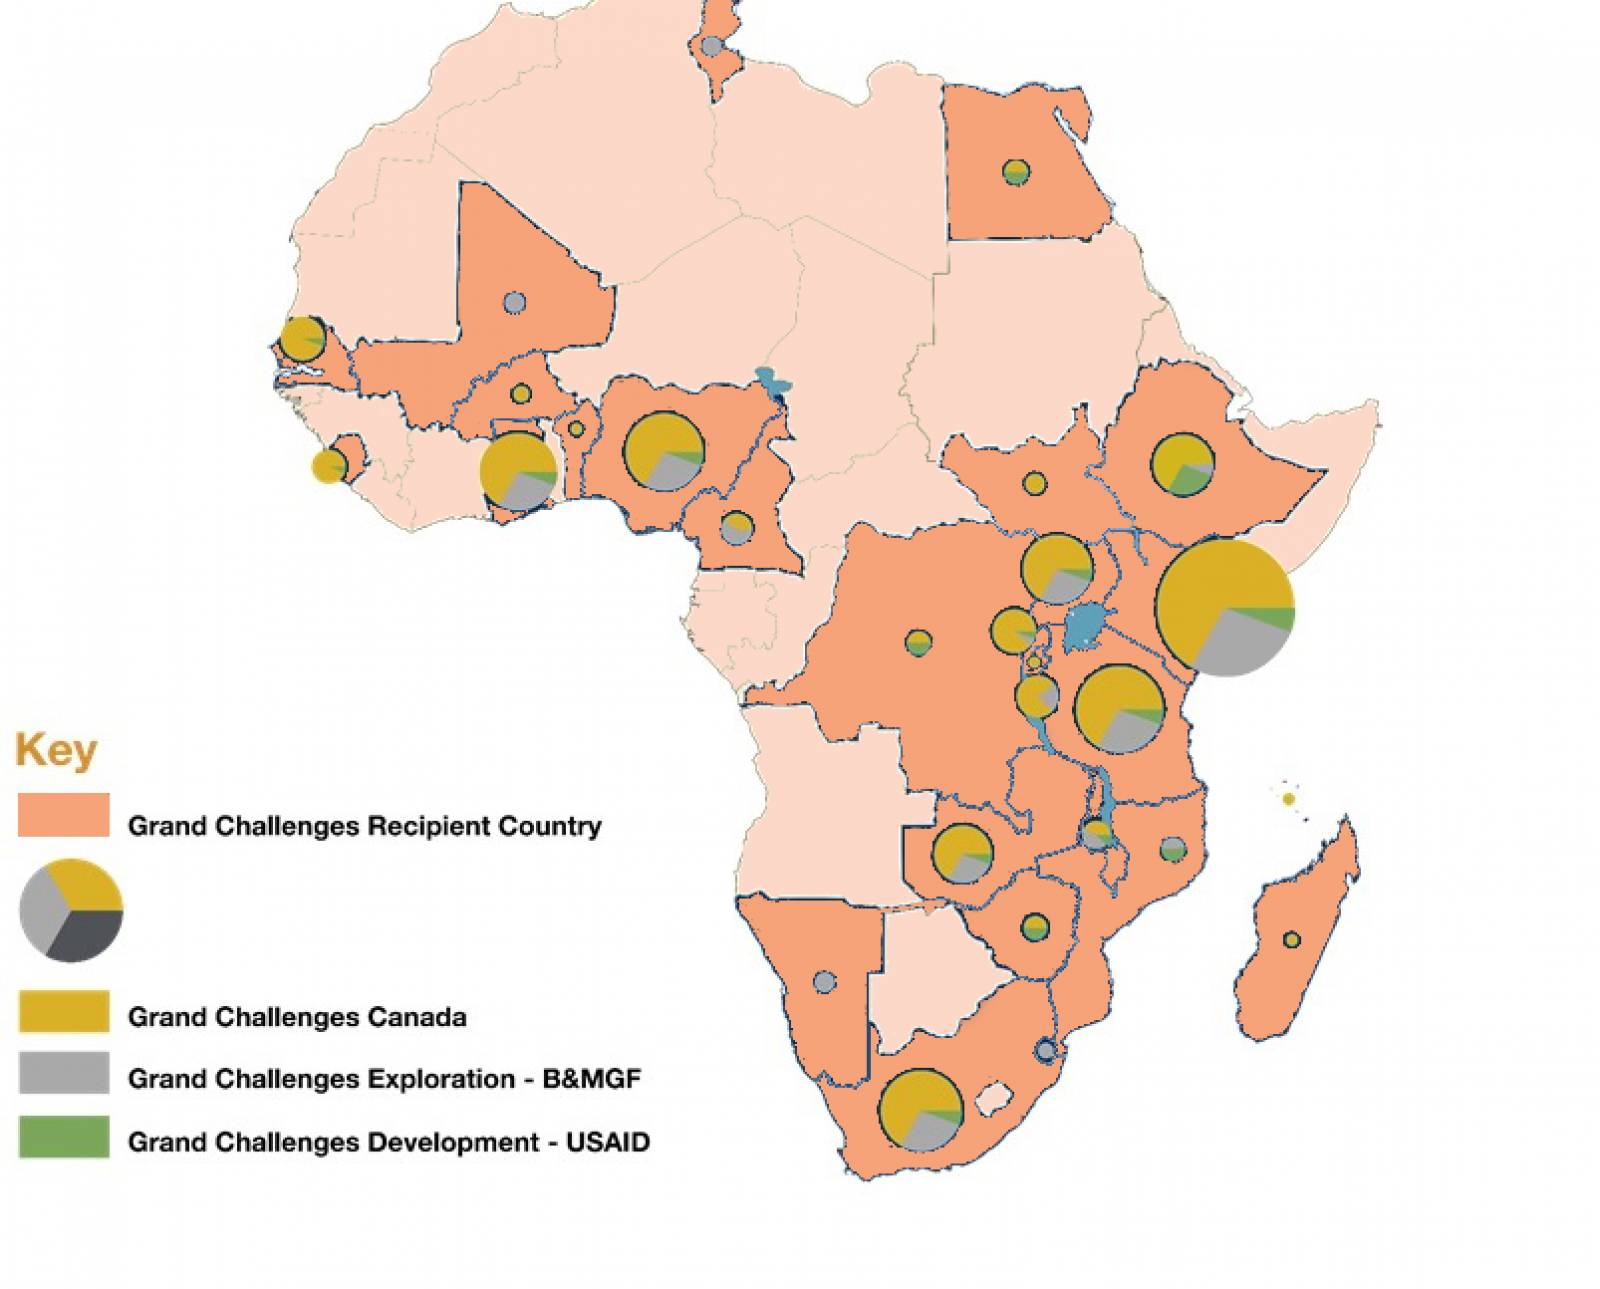 Key
Grand Challenges Recipient Country
Grand Challenges Canada
Grand Challenges Exploration - B&MGF
Grand Challenges Development - USAID